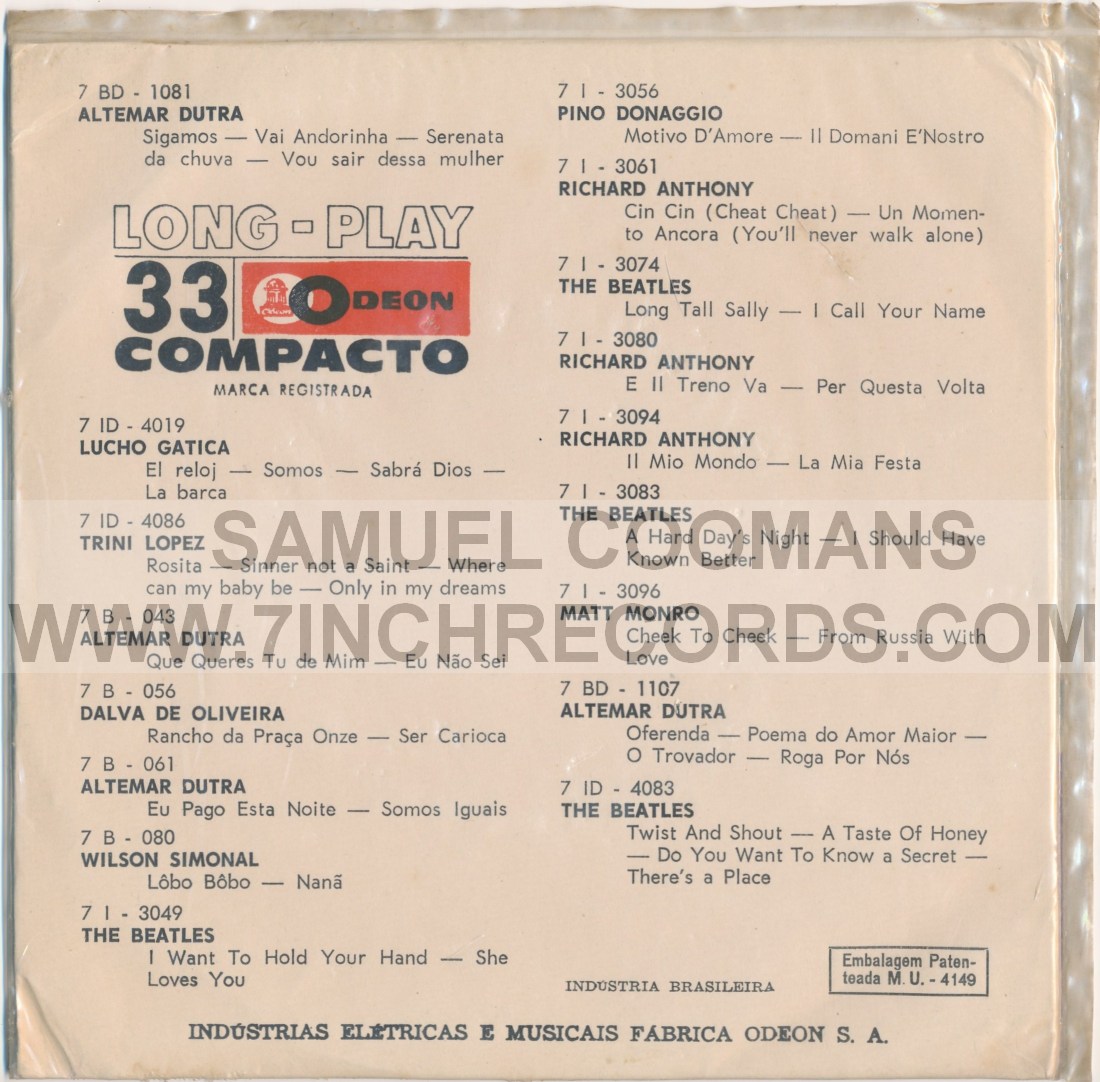 7 BD - 1081
ALTEMAR DUTRA
Sigamos — Vai Andorinha — Serenata
da chuva — Vou sair dessa mulher
LONG-PLAY
33 ODEON
COMPACTO
MARCA REGISTRADA
7 ID - 4019
LUCHO GATICA
El reloj — Somos — Sabrá Dios —
La barca
7 ID - 4086
TRINI LOPEZ
Rosita — Sinner not a Saint — Where
can my baby be — Only in my dreams
7 B - 043
ALTEMAR DUTRA
Que Queres Tu de Mim — Eu Não Sei
7 B - 056
DALVA DE OLIVEIRA
Rancho da Praça Onze — Ser Carioca
7 B - 061
ALTEMAR DUTRA
Eu Pago Esta Noite — Somos Iguais
7 B - 080
WILSON SIMONAL
Lôbo Bôbo — Nanã
7 I - 3049
THE BEATLES
I Want To Hold Your Hand — She
Loves You
7 I - 3056
PINO DONAGGIO
Motivo D'Amore — Il Domani E'Nostro
7 I - 3061
RICHARD ANTHONY
Cin Cin (Cheat Cheat) — Un Momen-
to Ancora (You'll never walk alone)
7 I - 3074
THE BEATLES
Long Tall Sally — I Call Your Name
7 I - 3080
RICHARD ANTHONY
E Il Treno Va — Per Questa Volta
7 I - 3094
RICHARD ANTHONY
Il Mio Mondo — La Mia Festa
7 I - 3083
THE BEATLES
A Hard Day's Night — I Should Have
Known Better
7 I - 3096
MATT MONRO
Cheek To Cheek — From Russia With
Love
7 BD - 1107
ALTEMAR DUTRA
Oferenda — Poema do Amor Maior —
O Trovador — Roga Por Nós
7 ID - 4083
THE BEATLES
Twist And Shout — A Taste Of Honey
— Do You Want To Know a Secret —
There's a Place
INDÚSTRIA BRASILEIRA
Embalagem Paten-
teada M. U. - 4149
INDÚSTRIAS ELÉTRICAS E MUSICAIS FÁBRICA ODEON S. A.
SAMUEL COOMANS
WWW.7INCHRECORDS.COM